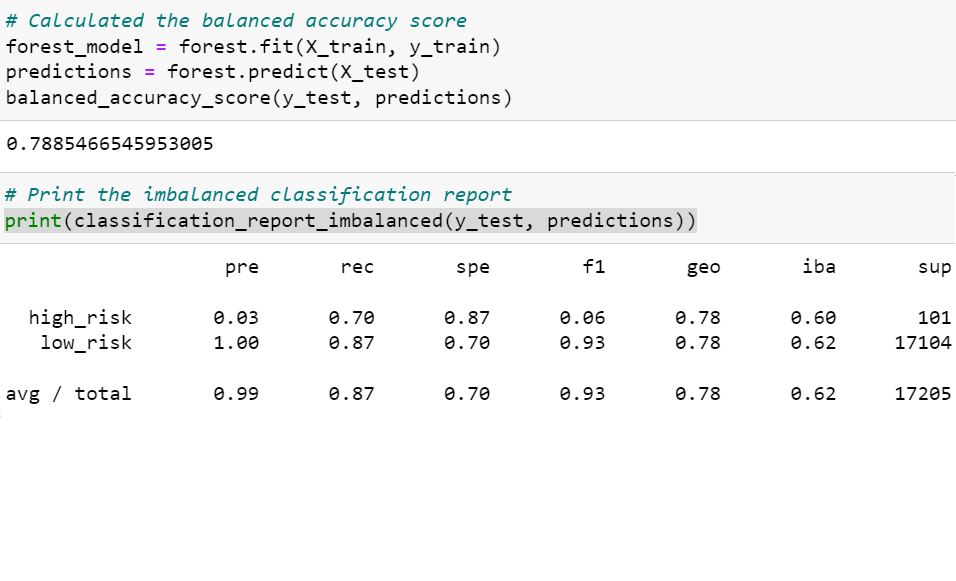 # Calculated the balanced accuracy score
forest_model = forest.fit(X_train, y_train)
predictions = forest.predict(X_test)
balanced_accuracy_score(y_test, predictions)
0.7885466545953005
# Print the imbalanced classification report
print(classification_report_imbalanced(y_test, predictions))
pre rec spe f1 geo iba sup
high_risk 0.03 0.70 0.87 0.06 0.78 0.60 101
low_risk 1.00 0.87 0.70 0.93 0.78 0.62 17104
avg / total 0.99 0.87 0.70 0.93 0.78 0.62 17205